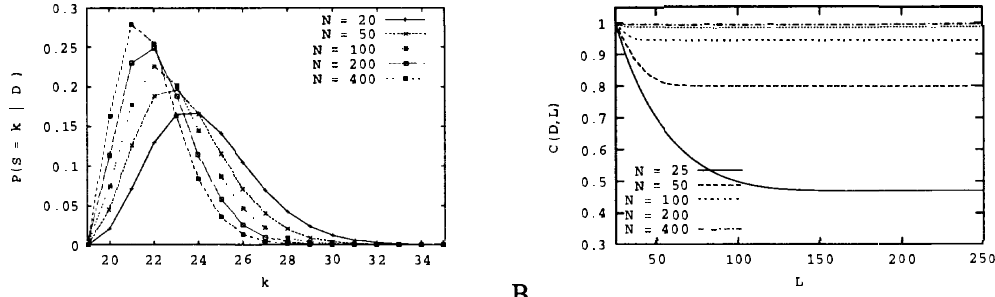 0.3
0.25
0.2
0.15
0.1
0.05
0
P(S = k | D)
N = 20
N = 50
N = 100
N = 200
N = 400
20 22 24 26 28 30 32 34
k
1
0.9
0.8
0.7
0.6
0.5
0.4
0.3
C(D,L)
N = 25
N = 50
N = 100
N = 200
N = 400
50 100 150 200 250
L
B